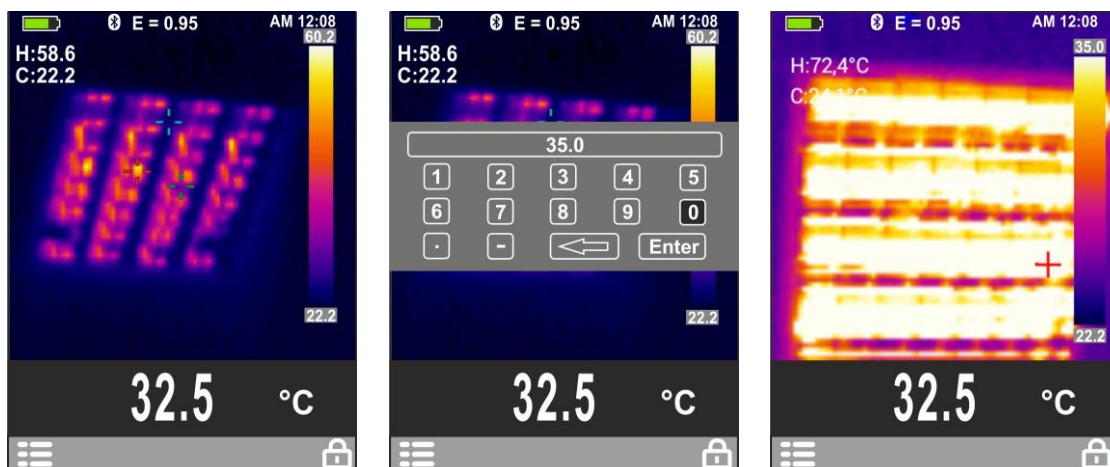 E = 0.95 AM 12:08
60.2
H:58.6
C:22.2
22.2
32.5 °C
E = 0.95 AM 12:08
60.2
H:58.6
C:22.2
35.0
1 2 3 4 5
6 7 8 9 0
. - Enter
22.2
32.5 °C
E = 0.95 AM 12:08
35.0
H:72,4°C
C:24,1°C
22.2
32.5 °C